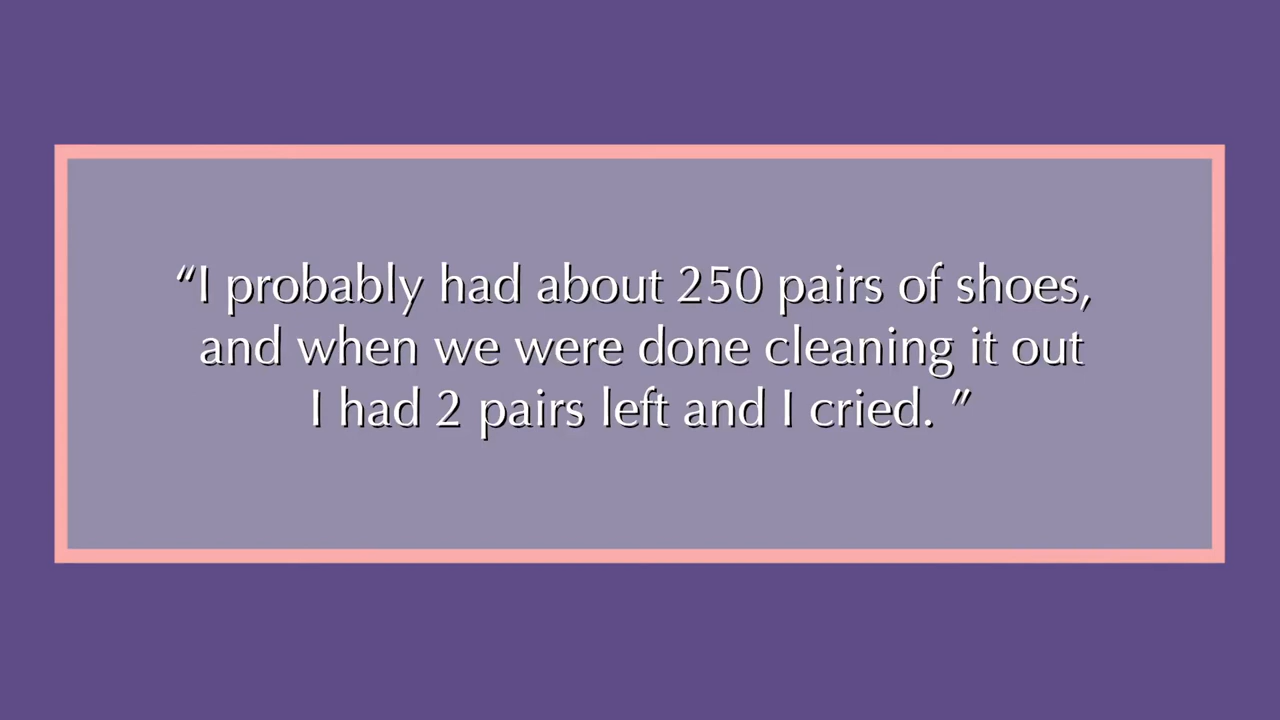 “I probably had about 250 pairs of shoes,
and when we were done cleaning it out
I had 2 pairs left and I cried. ”